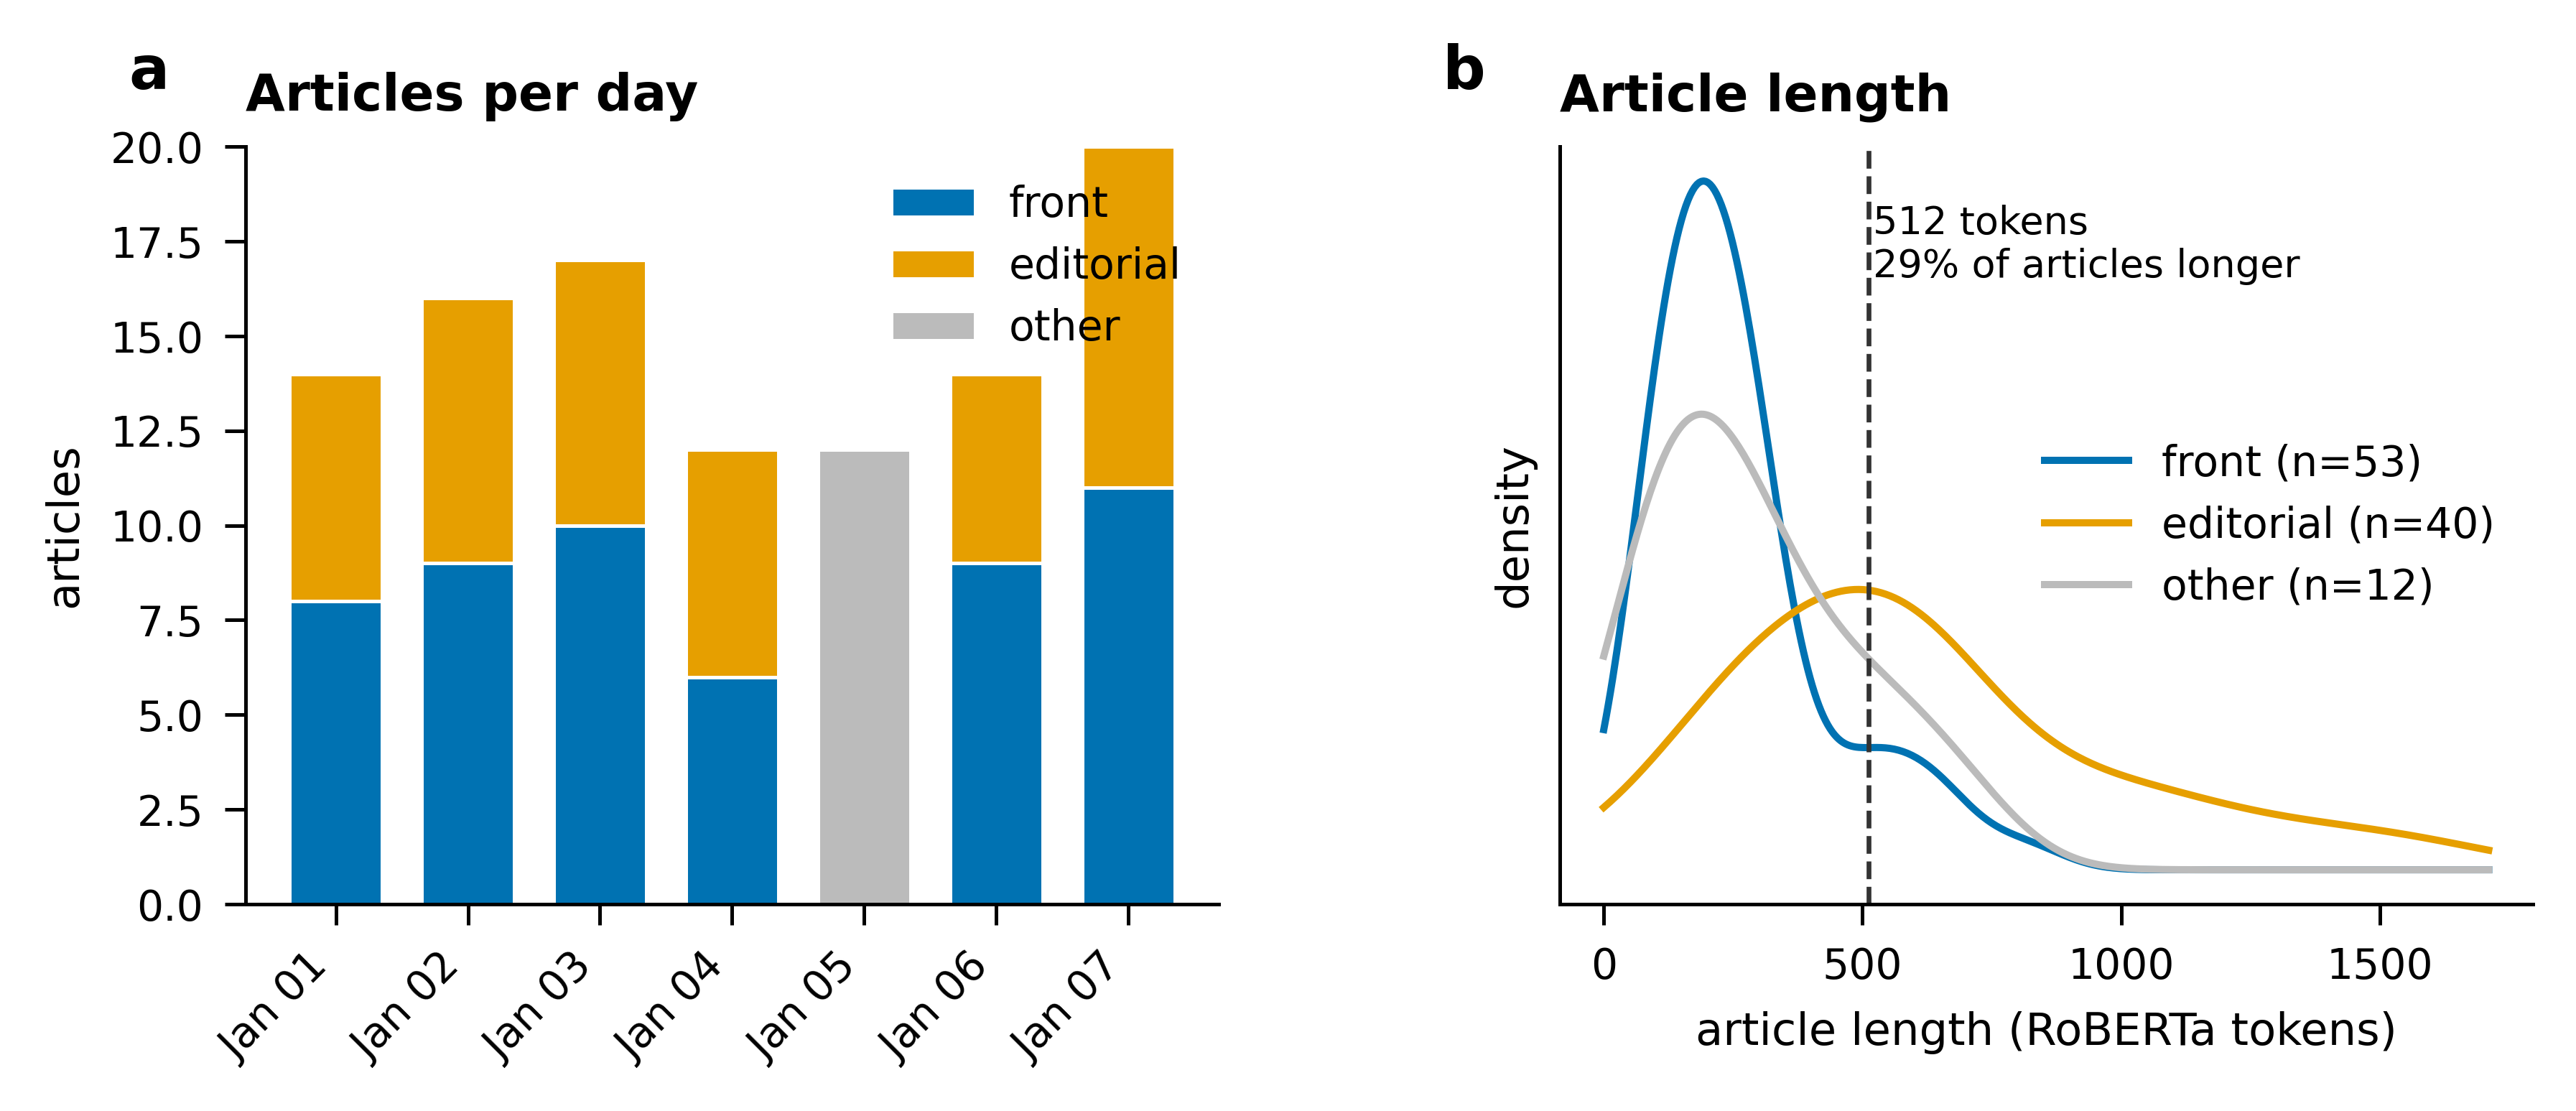 a
Articles per day
20.0
17.5
15.0
12.5
10.0
7.5
5.0
2.5
0.0
articles
front
editorial
other
Jan 01
Jan 02
Jan 03
Jan 04
Jan 05
Jan 06
Jan 07
b
Article length
density
512 tokens
29% of articles longer
front (n=53)
editorial (n=40)
other (n=12)
0
500
1000
1500
article length (RoBERTa tokens)